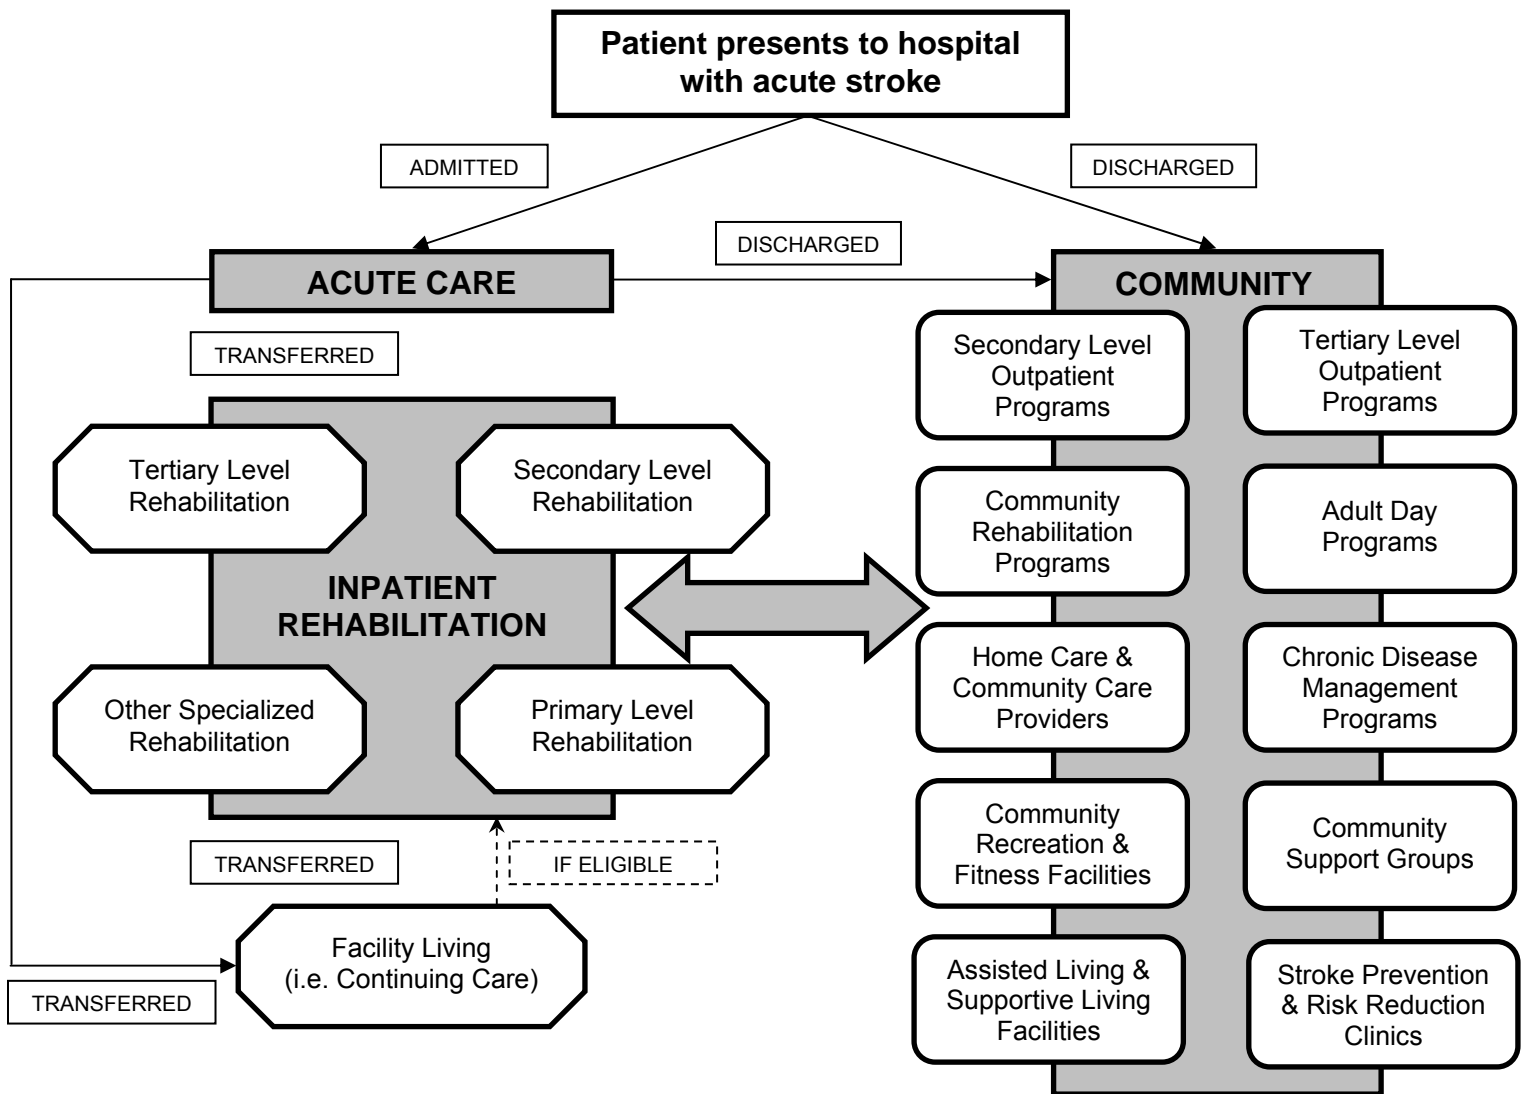 Patient presents to hospital
with acute stroke
ADMITTED
DISCHARGED
DISCHARGED
ACUTE CARE
COMMUNITY
TRANSFERRED
Secondary Level
Outpatient
Programs
Tertiary Level
Outpatient
Programs
Tertiary Level
Rehabilitation
Secondary Level
Rehabilitation
Community
Rehabilitation
Programs
Adult Day
Programs
INPATIENT
REHABILITATION
Home Care &
Community Care
Providers
Chronic Disease
Management
Programs
Other Specialized
Rehabilitation
Primary Level
Rehabilitation
Community
Recreation &
Fitness Facilities
Community
Support Groups
TRANSFERRED
IF ELIGIBLE
Facility Living
(i.e. Continuing Care)
TRANSFERRED
Assisted Living &
Supportive Living
Facilities
Stroke Prevention
& Risk Reduction
Clinics